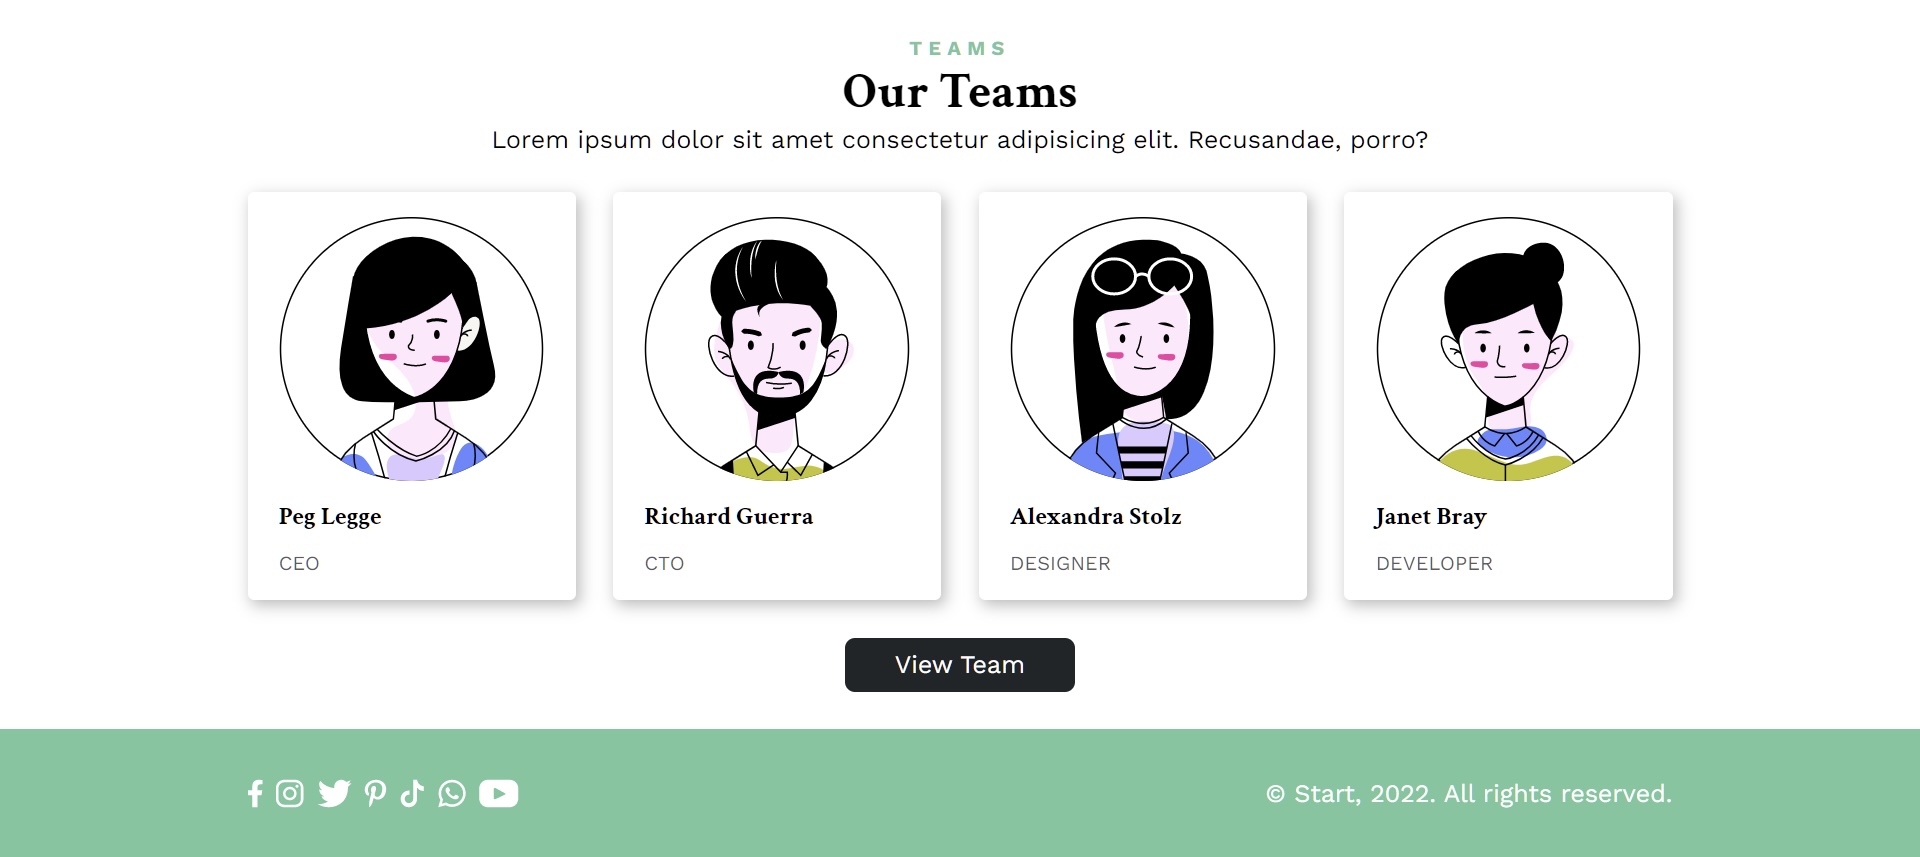 TEAMS
Our Teams
Lorem ipsum dolor sit amet consectetur adipisicing elit. Recusandae, porro?
Peg Legge
CEO
Richard Guerra
CTO
Alexandra Stolz
DESIGNER
Janet Bray
DEVELOPER
View Team
© Start, 2022. All rights reserved.